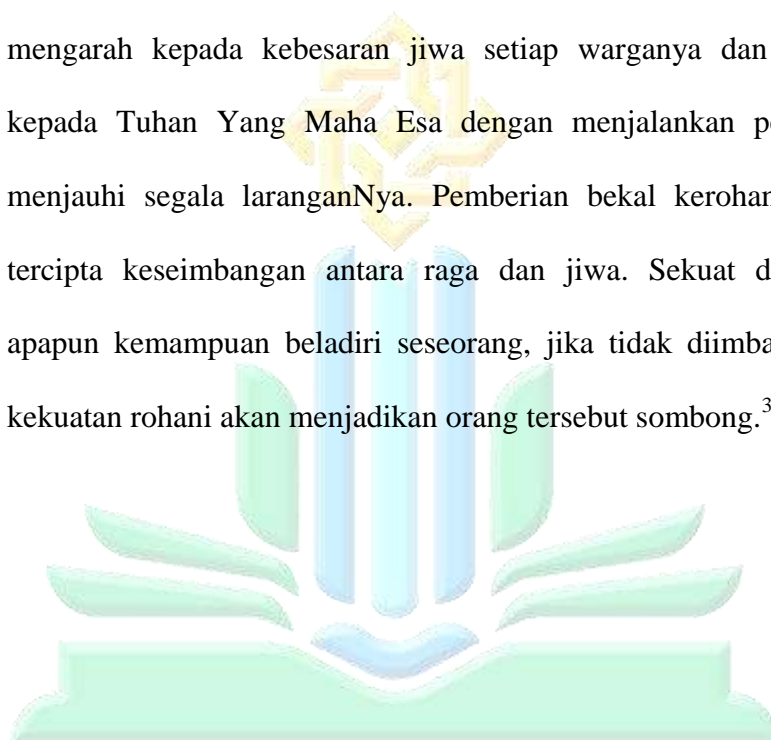 mengarah kepada kebesaran jiwa setiap warganya dan
kepada Tuhan Yang Maha Esa dengan menjalankan
menjauhi segala laranganNya. Pemberian bekal
tercipta keseimbangan antara raga dan jiwa. Sekuat
apapun kemampuan beladiri seseorang, jika tidak
kekuatan rohani akan menjadikan orang tersebut sombong.3